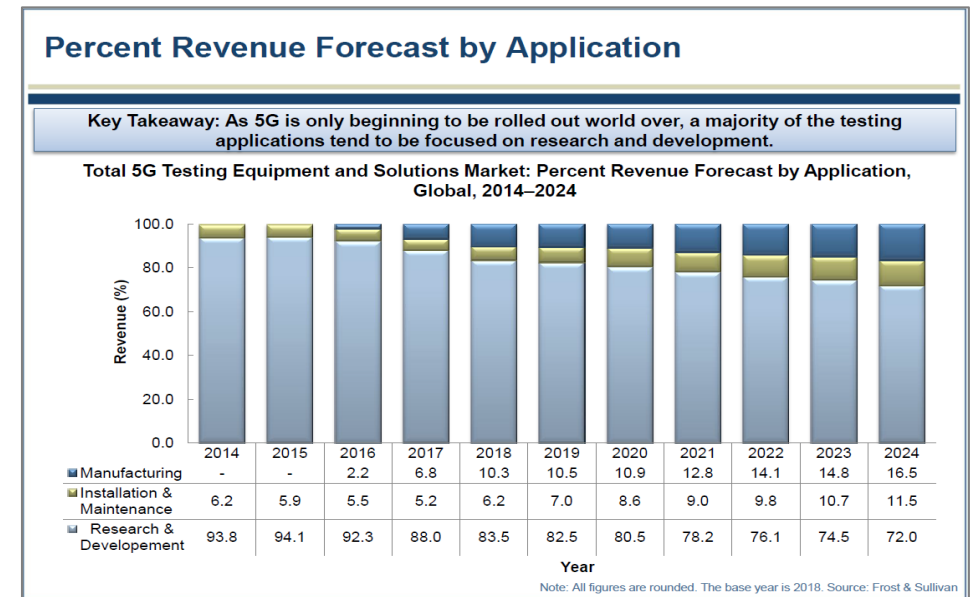 Percent Revenue Forecast by Application
Key Takeaway: As 5G is only beginning to be rolled out world over, a majority of the testing
applications tend to be focused on research and development.
Total 5G Testing Equipment and Solutions Market: Percent Revenue Forecast by Application,
Global, 2014–2024
Revenue (%)
100.0
80.0
60.0
40.0
20.0
0.0
2014 2015 2016 2017 2018 2019 2020 2021 2022 2023 2024
Manufacturing - - 2.2 6.8 10.3 10.5 10.9 12.8 14.1 14.8 16.5
Installation &
Maintenance 6.2 5.9 5.5 5.2 6.2 7.0 8.6 9.0 9.8 10.7 11.5
Research &
Developement 93.8 94.1 92.3 88.0 83.5 82.5 80.5 78.2 76.1 74.5 72.0
Year
Note: All figures are rounded. The base year is 2018. Source: Frost & Sullivan